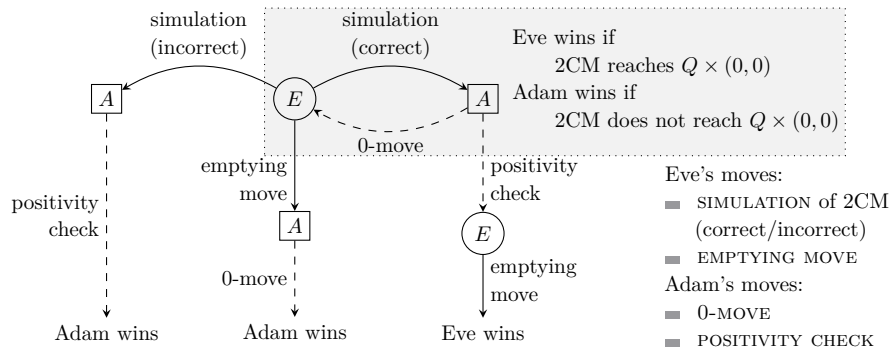 simulation
(incorrect)
simulation
(correct)
Eve wins if
2CM reaches Q × (0, 0)
Adam wins if
2CM does not reach Q × (0, 0)
A
E
A
0-move
emptying
move
positivity
check
positivity
check
A
E
0-move
emptying
move
Adam wins
Adam wins
Eve wins
Eve's moves:
SIMULATION of 2CM
(correct/incorrect)
EMPTYING MOVE
Adam's moves:
0-MOVE
POSITIVITY CHECK